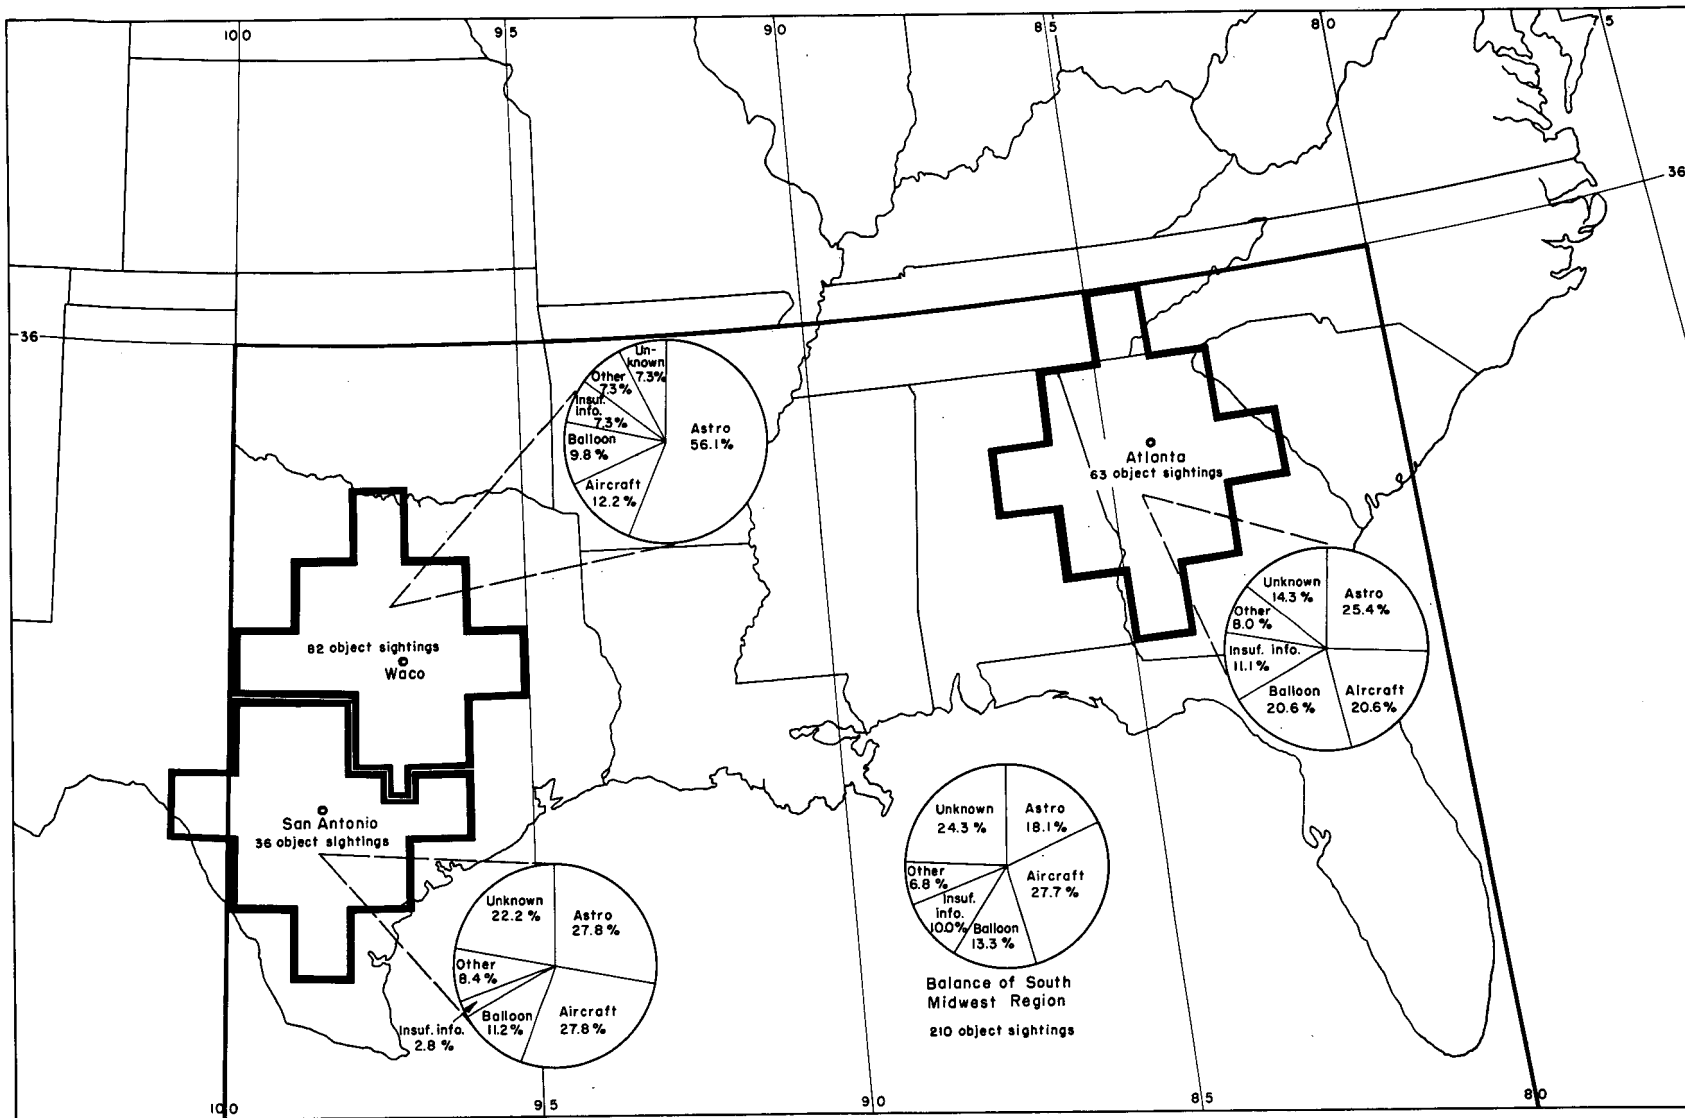 100
95
90
85
80
75
36
36
Un-
known
7.3%
Other
7.3%
Insuf.
info.
7.3%
Balloon
9.8%
Aircraft
12.2%
Astro
56.1%
Atlanta
63 object sightings
Unknown
14.3%
Astro
25.4%
Other
8.0%
Insuf. info.
11.1%
Balloon
20.6%
Aircraft
20.6%
82 object sightings
Waco
San Antonio
36 object sightings
Unknown
22.2%
Astro
27.8%
Other
8.4%
Insuf. info.
2.8%
Balloon
11.2%
Aircraft
27.8%
Unknown
24.3%
Astro
18.1%
Other
6.8%
Aircraft
27.7%
Insuf.
info.
10.0%
Balloon
13.3%
Balance of South
Midwest Region
210 object sightings
100
95
90
85
80